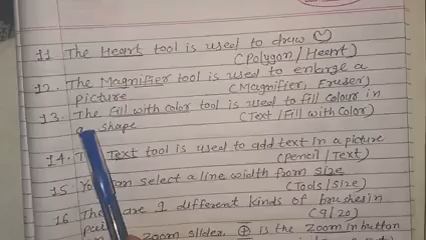 11 The Heart tool is used to draw ♡
(Polygon / Heart)
12. The Magnifier tool is used to enlarge a
picture (Magnifier, Eruser)
13. The Fill with Color tool is used to fill colour in
a shape (Text / Fill with Color)
14. The Text tool is used to add text in a picture
(pencil / Text)
15. You can select a line width from size
(Tools / Size)
16 There are 9 different kinds of brushes in
(9 / 20)
zoom slider, ⊕ is the zoom in button